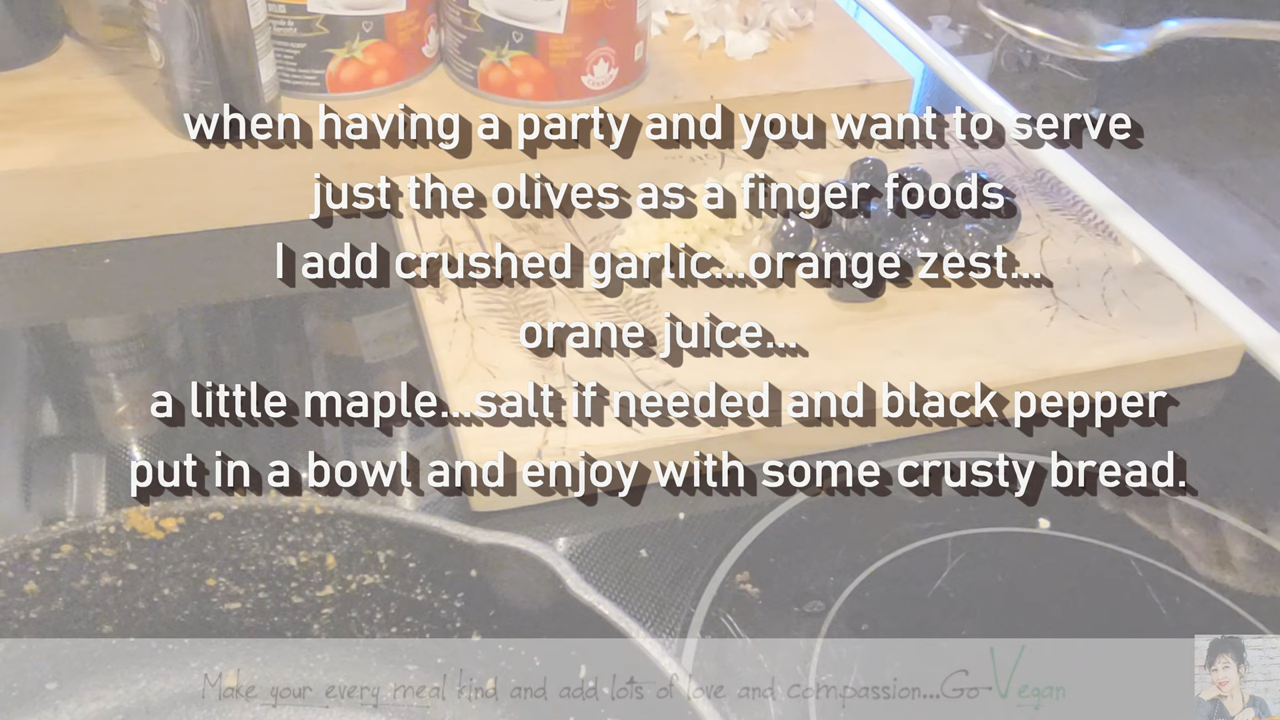 when having a party and you want to serve
just the olives as a finger foods
I add crushed garlic...orange zest...
orane juice...
a little maple...salt if needed and black pepper
put in a bowl and enjoy with some crusty bread.
Make your every meal kind and add lots of love and compassion...Go Vegan